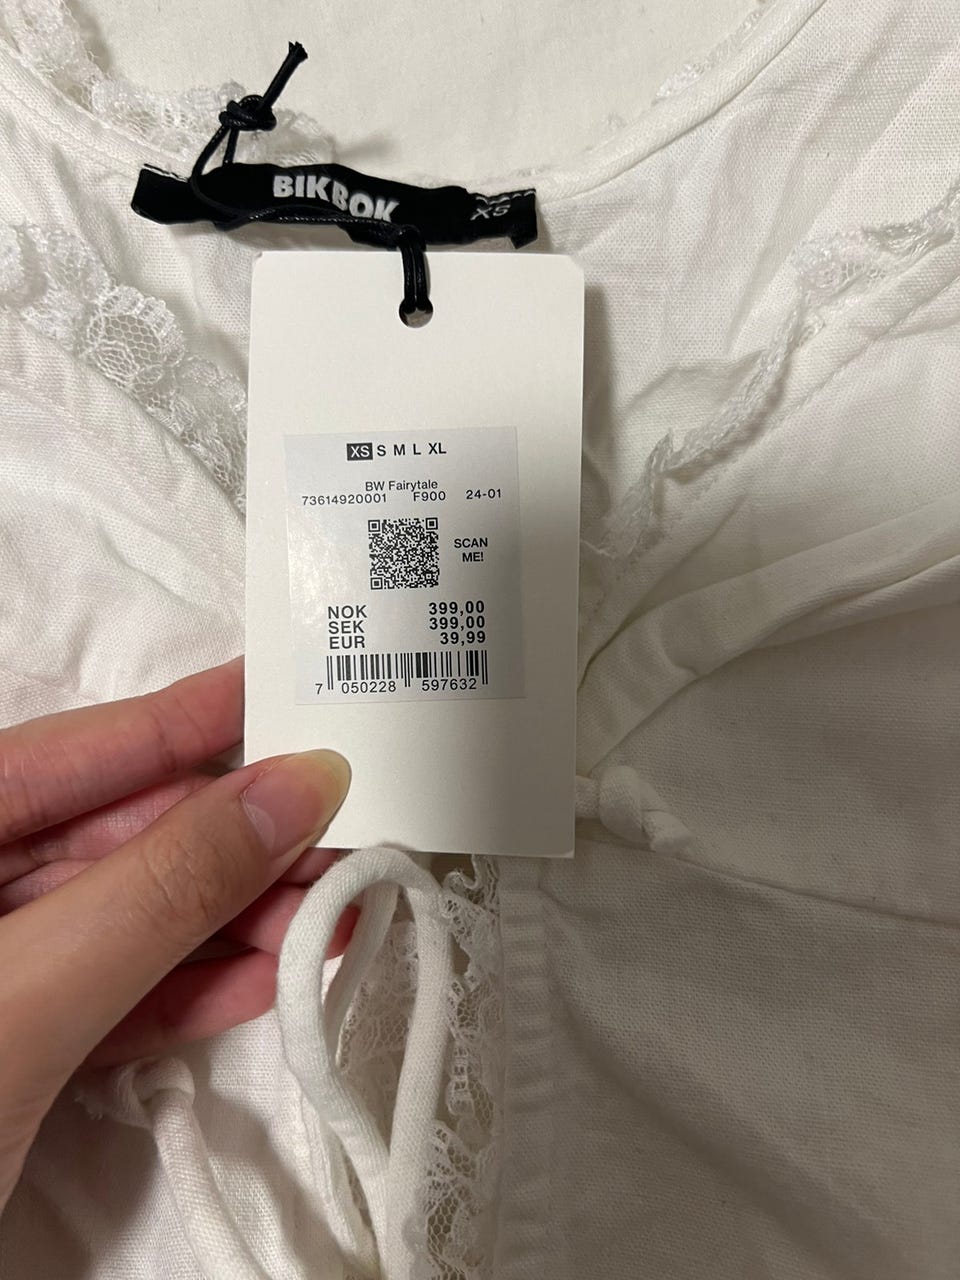 BIKBOK XS
XS S M L XL
BW Fairytale
73614920001 F900 24-01
SCAN
ME!
NOK 399,00
SEK 399,00
EUR 39,99
7 050228 597632